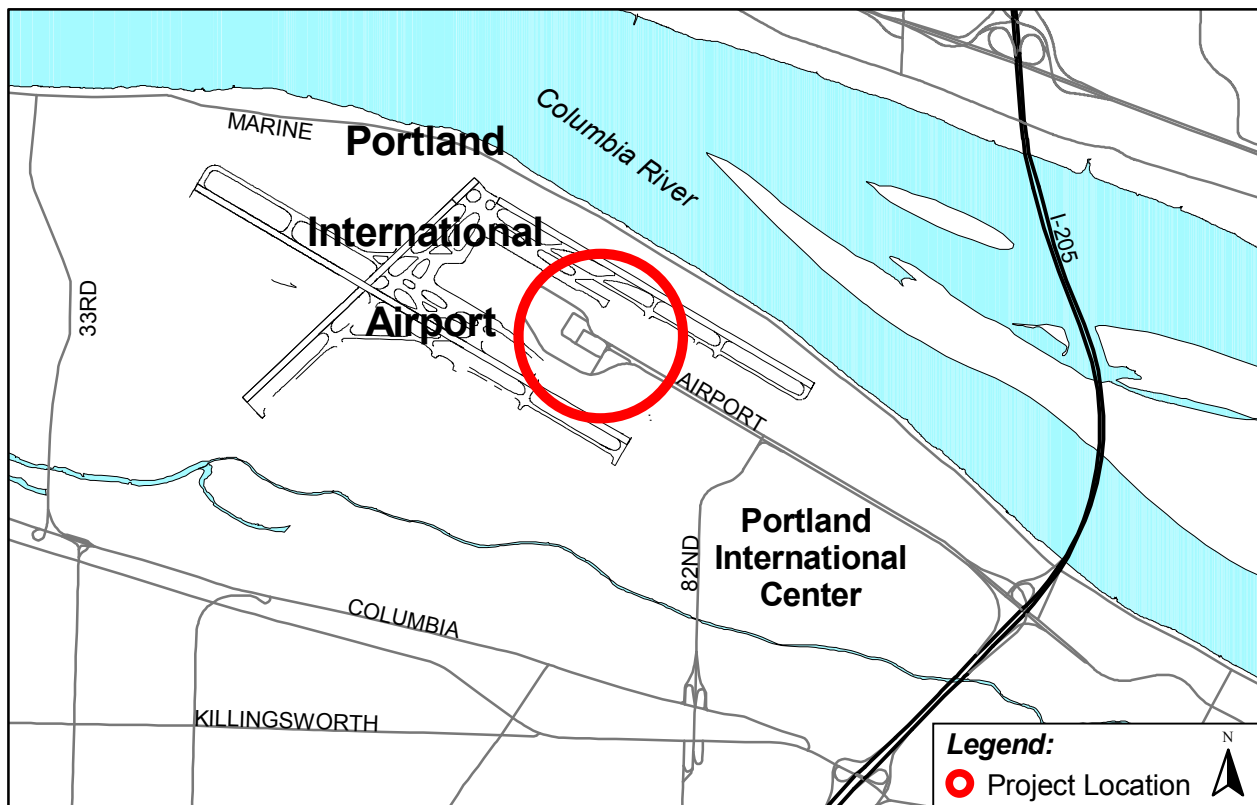 MARINE
Portland
International
Airport
Columbia River
I-205
33RD
AIRPORT
82ND
Portland
International
Center
COLUMBIA
KILLINGSWORTH
Legend:
Project Location
N